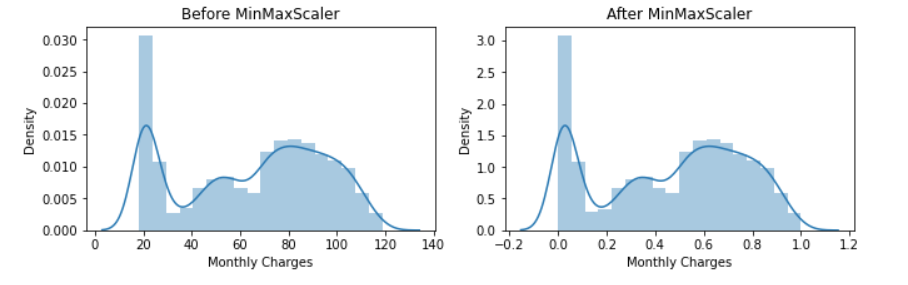 Before MinMaxScaler
0.030
0.025
0.020
0.015
0.010
0.005
0.000
Density
0 20 40 60 80 100 120 140
Monthly Charges
After MinMaxScaler
3.0
2.5
2.0
1.5
1.0
0.5
0.0
Density
−0.2 0.0 0.2 0.4 0.6 0.8 1.0 1.2
Monthly Charges